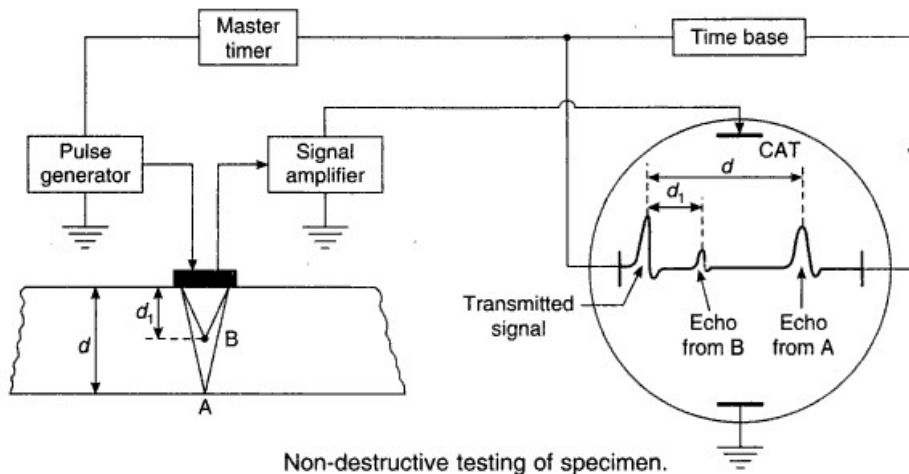 Master
timer
Time base
Pulse
generator
Signal
amplifier
CAT
d
d₁
d₁
d
B
A
Transmitted
signal
Echo
from B
Echo
from A
Non-destructive testing of specimen.